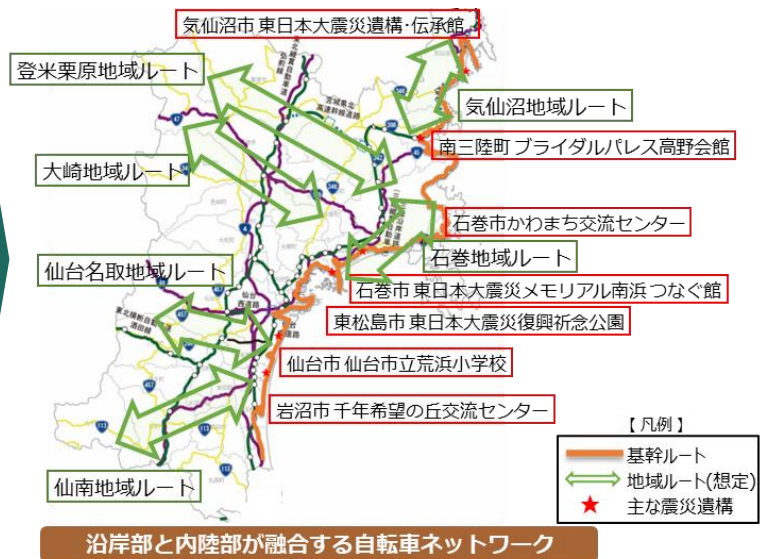 気仙沼市 東日本大震災遺構・伝承館
登米栗原地域ルート
気仙沼地域ルート
南三陸町 ブライダルパレス高野会館
大崎地域ルート
石巻市かわまち交流センター
石巻地域ルート
仙台名取地域ルート
石巻市 東日本大震災メモリアル南浜 つなぐ館
東松島市 東日本大震災復興祈念公園
仙台市 仙台市立荒浜小学校
岩沼市 千年希望の丘交流センター
仙南地域ルート
【 凡例 】
基幹ルート
地域ルート(想定)
主な震災遺構
沿岸部と内陸部が融合する自転車ネットワーク
47
346
398
45
4
457
113
113